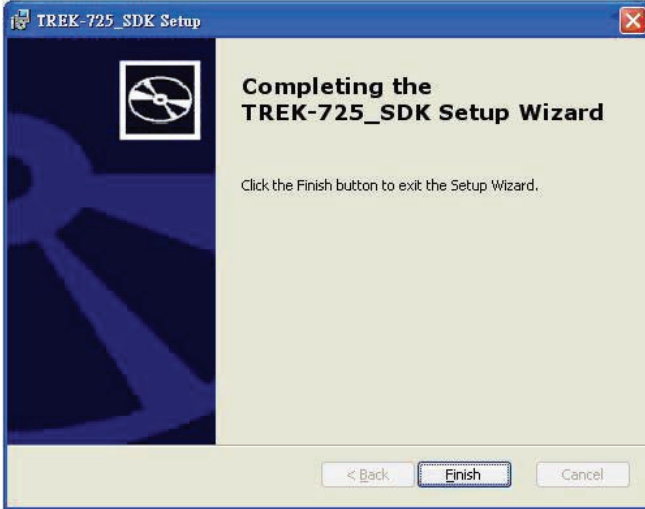 TREK-725_SDK Setup
Completing the
TREK-725_SDK Setup Wizard
Click the Finish button to exit the Setup Wizard.
< Back
Finish
Cancel